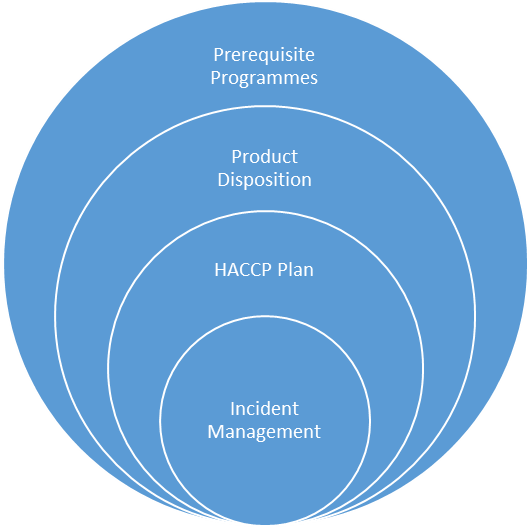 Prerequisite
Programmes
Product
Disposition
HACCP Plan
Incident
Management